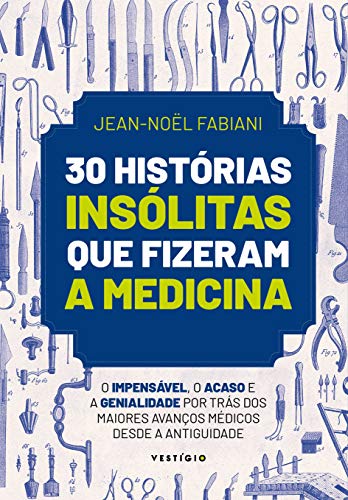 JEAN-NOËL FABIANI
30 HISTÓRIAS
INSÓLITAS
QUE FIZERAM
A MEDICINA
O IMPENSÁVEL, O ACASO E
A GENIALIDADE POR TRÁS DOS
MAIORES AVANÇOS MÉDICOS
DESDE A ANTIGUIDADE
VESTÍGIO